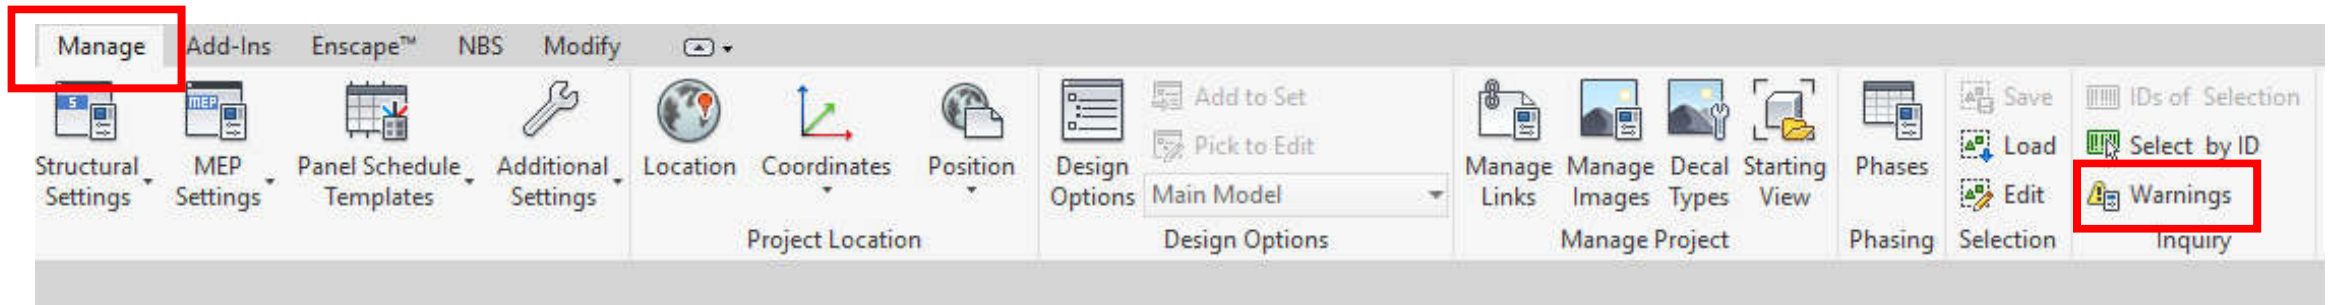 Manage Add-Ins Enscape™ NBS Modify
S
Structural
Settings
MEP
MEP
Settings
Panel Schedule
Templates
Additional
Settings
Location
Coordinates
Position
Project Location
Design
Options
Add to Set
Pick to Edit
Main Model
Design Options
Manage
Links
Manage
Images
Decal
Types
Starting
View
Manage Project
Phases
Phasing
Save
Load
Edit
Selection
IDs of Selection
Select by ID
Warnings
Inquiry